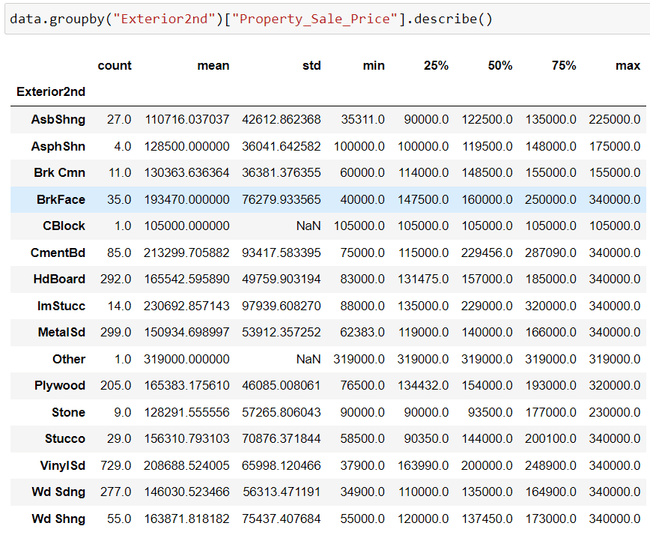 data.groupby("Exterior2nd")["Property_Sale_Price"].describe()
count mean std min 25% 50% 75% max
Exterior2nd
AsbShng 27.0 110716.037037 42612.862368 35311.0 90000.0 122500.0 135000.0 225000.0
AsphShn 4.0 128500.000000 36041.642582 100000.0 100000.0 119500.0 148000.0 175000.0
Brk Cmn 11.0 130363.636364 36381.376355 60000.0 114000.0 148500.0 155000.0 155000.0
BrkFace 35.0 193470.000000 76279.933565 40000.0 147500.0 160000.0 250000.0 340000.0
CBlock 1.0 105000.000000 NaN 105000.0 105000.0 105000.0 105000.0 105000.0
CmentBd 85.0 213299.705882 93417.583395 75000.0 115000.0 229456.0 287090.0 340000.0
HdBoard 292.0 165542.595890 49759.903194 83000.0 131475.0 157000.0 185000.0 340000.0
ImStucc 14.0 230692.857143 97939.608270 88000.0 135000.0 229000.0 320000.0 340000.0
MetalSd 299.0 150934.698997 53912.357252 62383.0 119000.0 140000.0 166000.0 340000.0
Other 1.0 319000.000000 NaN 319000.0 319000.0 319000.0 319000.0 319000.0
Plywood 205.0 165383.175610 46085.008061 76500.0 134432.0 154000.0 193000.0 320000.0
Stone 9.0 128291.555556 57265.806043 90000.0 90000.0 93500.0 177000.0 230000.0
Stucco 29.0 156310.793103 70876.371844 58500.0 90350.0 144000.0 200100.0 340000.0
VinylSd 729.0 208688.524005 65998.120466 37900.0 163990.0 200000.0 248900.0 340000.0
Wd Sdng 277.0 146030.523466 56313.471191 34900.0 110000.0 135000.0 164900.0 340000.0
Wd Shng 55.0 163871.818182 75437.407684 55000.0 120000.0 137450.0 173000.0 340000.0